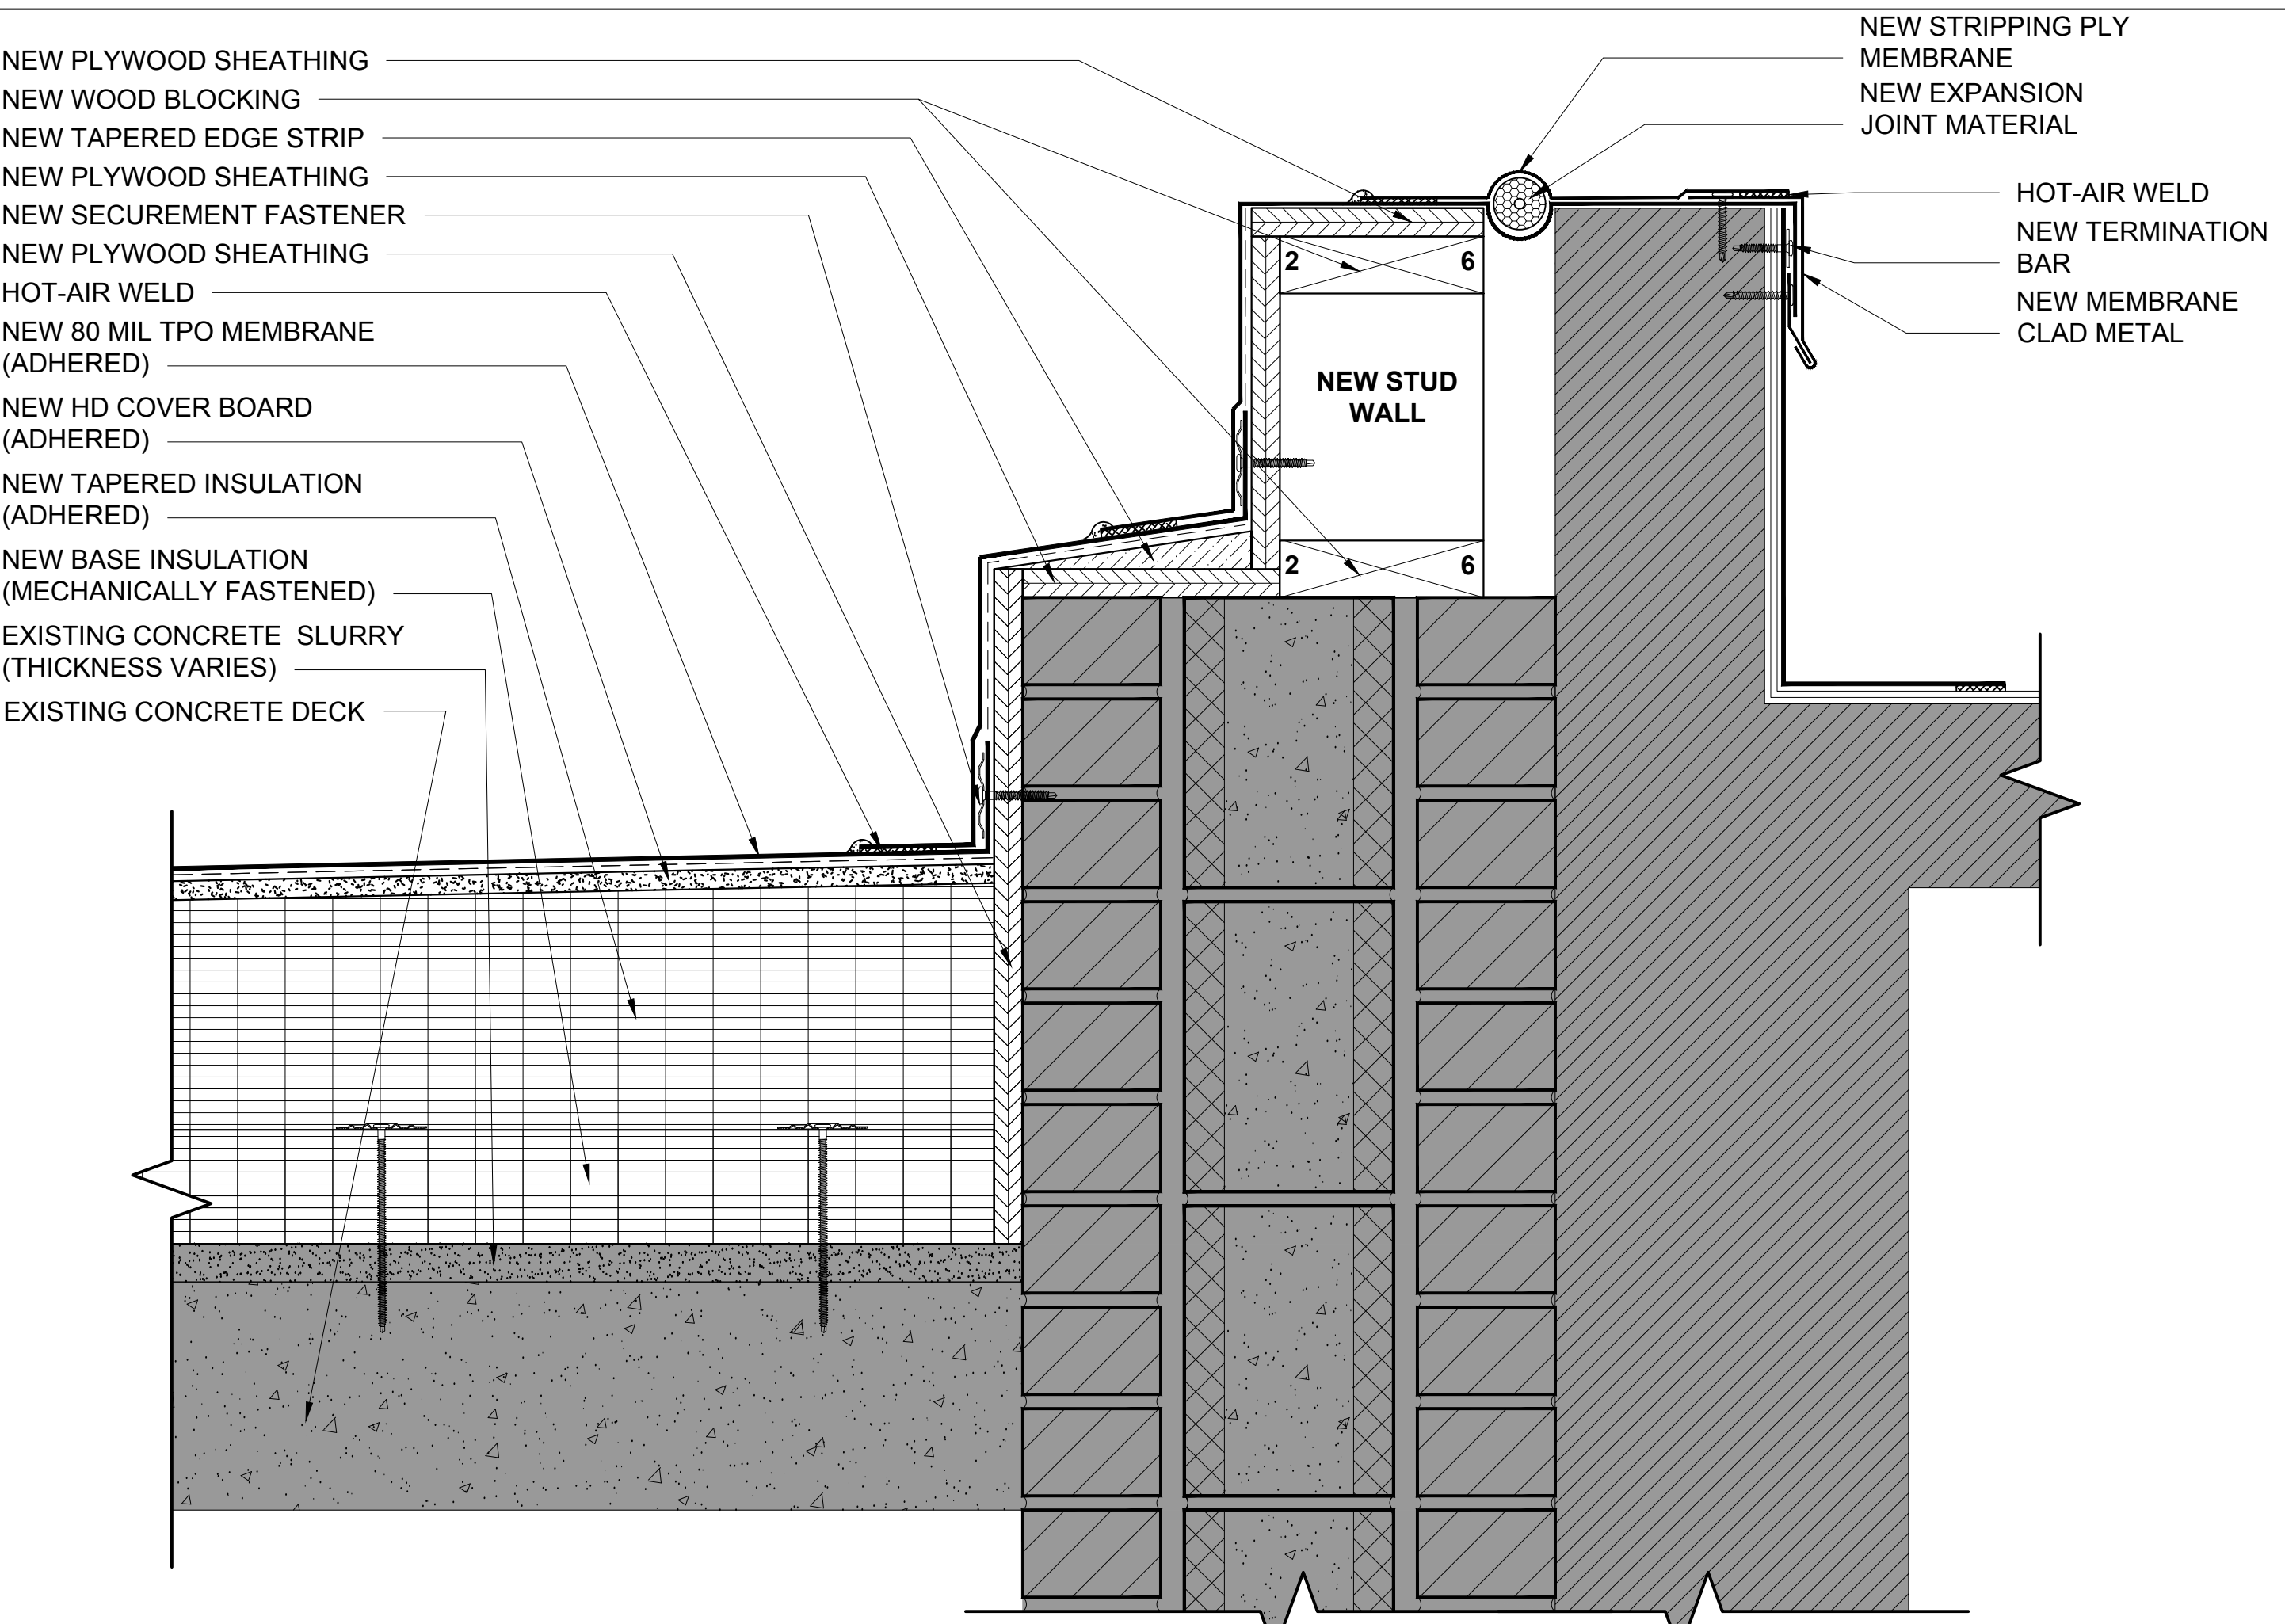 NEW PLYWOOD SHEATHING
NEW WOOD BLOCKING
NEW TAPERED EDGE STRIP
NEW PLYWOOD SHEATHING
NEW SECUREMENT FASTENER
NEW PLYWOOD SHEATHING
HOT-AIR WELD
NEW 80 MIL TPO MEMBRANE
(ADHERED)
NEW HD COVER BOARD
(ADHERED)
NEW TAPERED INSULATION
(ADHERED)
NEW BASE INSULATION
(MECHANICALLY FASTENED)
EXISTING CONCRETE SLURRY
(THICKNESS VARIES)
EXISTING CONCRETE DECK
2 6
NEW STUD
WALL
2 6
NEW STRIPPING PLY
MEMBRANE
NEW EXPANSION
JOINT MATERIAL
HOT-AIR WELD
NEW TERMINATION
BAR
NEW MEMBRANE
CLAD METAL